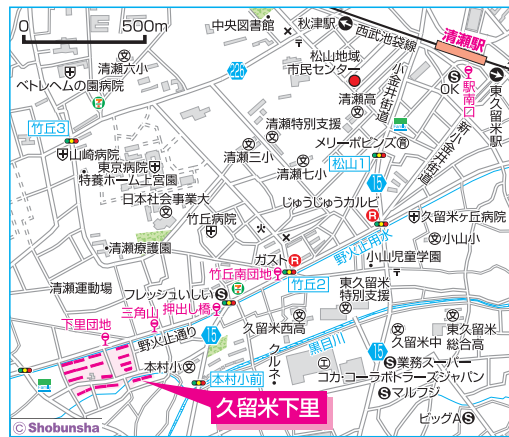 0 500m
中央図書館
秋津駅
西武池袋線
清瀬駅
松山地域
市民センター
清瀬六小
225
ベトレヘムの園病院
小金井街道
OK
駅南口
東久留米駅
清瀬高
新小金井街道
竹丘3
清瀬特別支援
メリーポピンズ
山崎病院
清瀬三小
松山1
東京病院
特養ホーム上宮園
清瀬七小
15
日本社会事業大
じゅうじゅうカルビ
竹丘病院
久留米ヶ丘病院
野火止用水
小山小
清瀬療護園
ガスト
小山児童学園
竹丘南団地
竹丘2
清瀬運動場
フレッシュいしい
東久留米
特別支援
三角山
押出し橋
下里団地
野火止通り
15
久留米西高
黒目川
久留米中
東久留米
総合高
15
業務スーパー
本村小
クルネ
コカ・コーラボトラーズジャパン
本村小前
マルフジ
久留米下里
ビッグA
© Shobunsha